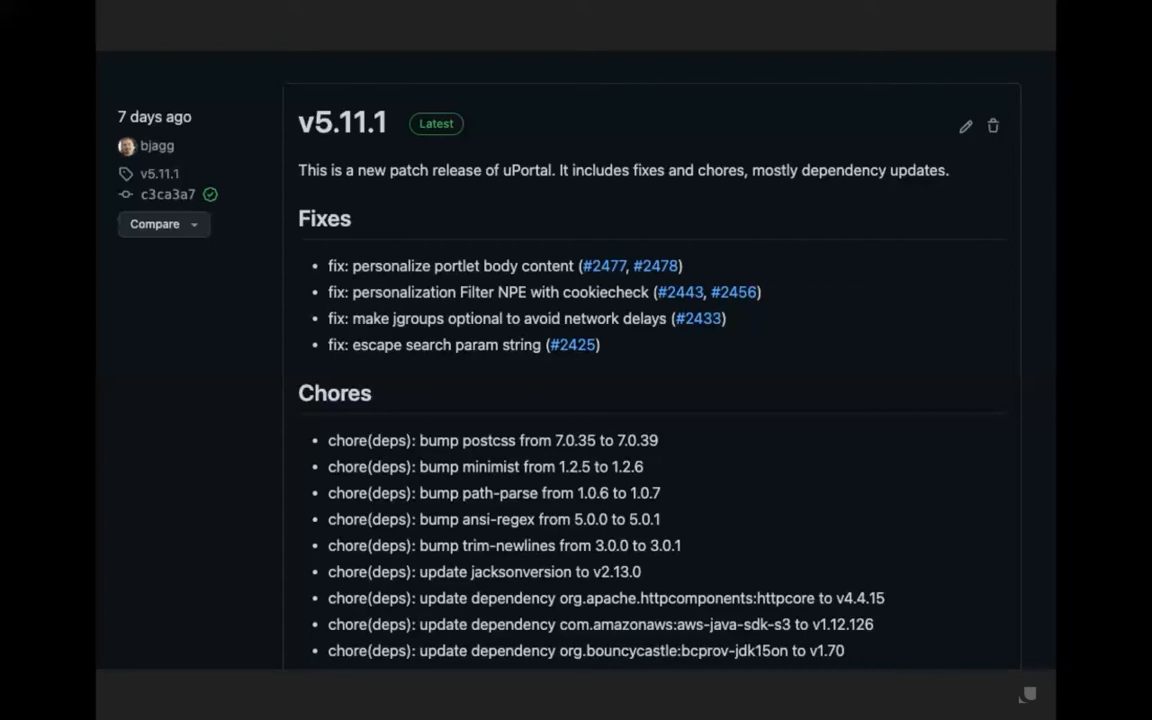 7 days ago
bjagg
v5.11.1
c3ca3a7
Compare
v5.11.1 Latest
This is a new patch release of uPortal. It includes fixes and chores, mostly dependency updates.
Fixes
• fix: personalize portlet body content (#2477, #2478)
• fix: personalization Filter NPE with cookiecheck (#2443, #2456)
• fix: make jgroups optional to avoid network delays (#2433)
• fix: escape search param string (#2425)
Chores
• chore(deps): bump postcss from 7.0.35 to 7.0.39
• chore(deps): bump minimist from 1.2.5 to 1.2.6
• chore(deps): bump path-parse from 1.0.6 to 1.0.7
• chore(deps): bump ansi-regex from 5.0.0 to 5.0.1
• chore(deps): bump trim-newlines from 3.0.0 to 3.0.1
• chore(deps): update jacksonversion to v2.13.0
• chore(deps): update dependency org.apache.httpcomponents:httpcore to v4.4.15
• chore(deps): update dependency com.amazonaws:aws-java-sdk-s3 to v1.12.126
• chore(deps): update dependency org.bouncycastle:bcprov-jdk15on to v1.70